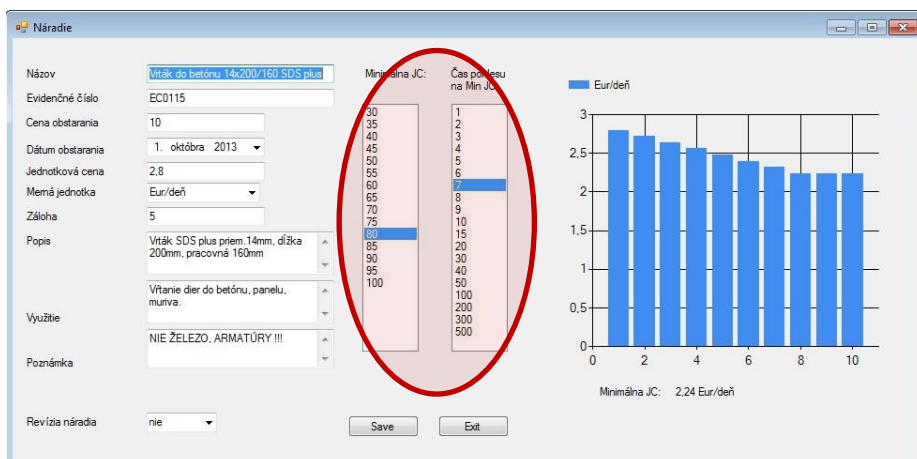 Náradie
Názov
Vrták do betónu 14x200/160 SDS plus
Evidenčné číslo
EC0115
Cena obstarania
10
Dátum obstarania
1. októbra 2013
Jednotková cena
2,8
Merná jednotka
Eur/deň
Záloha
5
Popis
Vrták SDS plus priem.14mm, dĺžka
200mm, pracovná 160mm
Využitie
Vŕtanie dier do betónu, panelu,
muriva.
Poznámka
NIE ŽELEZO, ARMATÚRY !!!
Revízia náradia
nie
Minimálna JC:
30
35
40
45
50
55
60
65
70
75
80
85
90
95
100
Čas poklesu
na Min JC
1
2
3
4
5
6
7
8
9
10
15
20
30
40
50
100
200
300
500
Save
Exit
Eur/deň
3
2,5
2
1,5
1
0,5
0
0 2 4 6 8 10
Minimálna JC: 2,24 Eur/deň